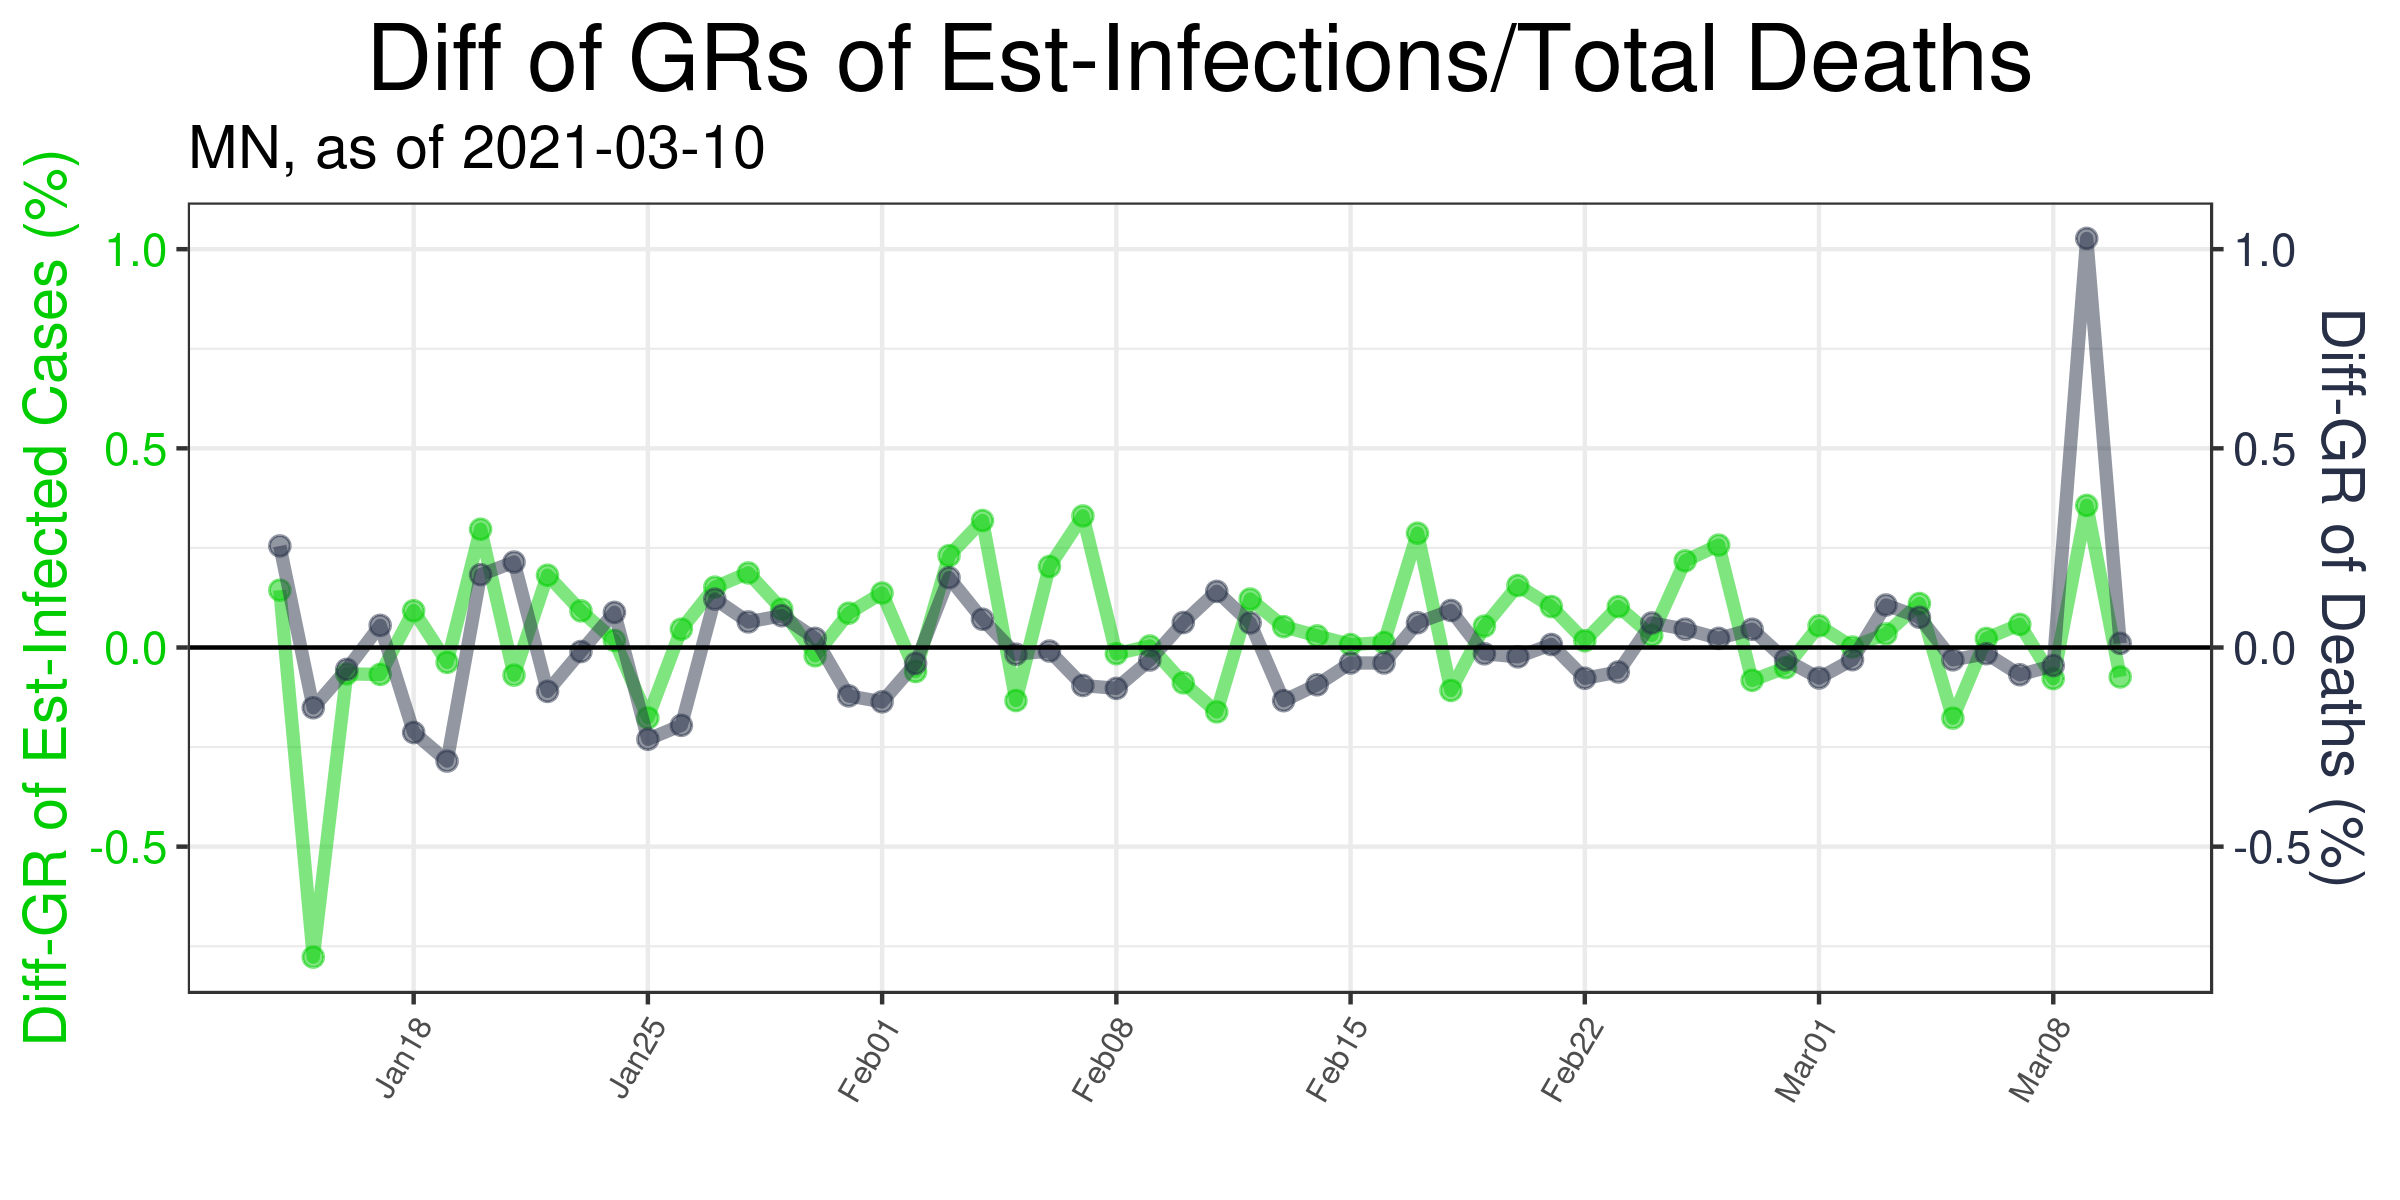 Diff of GRs of Est-Infections/Total Deaths
MN, as of 2021-03-10
Diff-GR of Est-Infected Cases (%)
1.0
0.5
0.0
-0.5
1.0
0.5
0.0
-0.5
Diff-GR of Deaths (%)
Jan18 Jan25 Feb01 Feb08 Feb15 Feb22 Mar01 Mar08